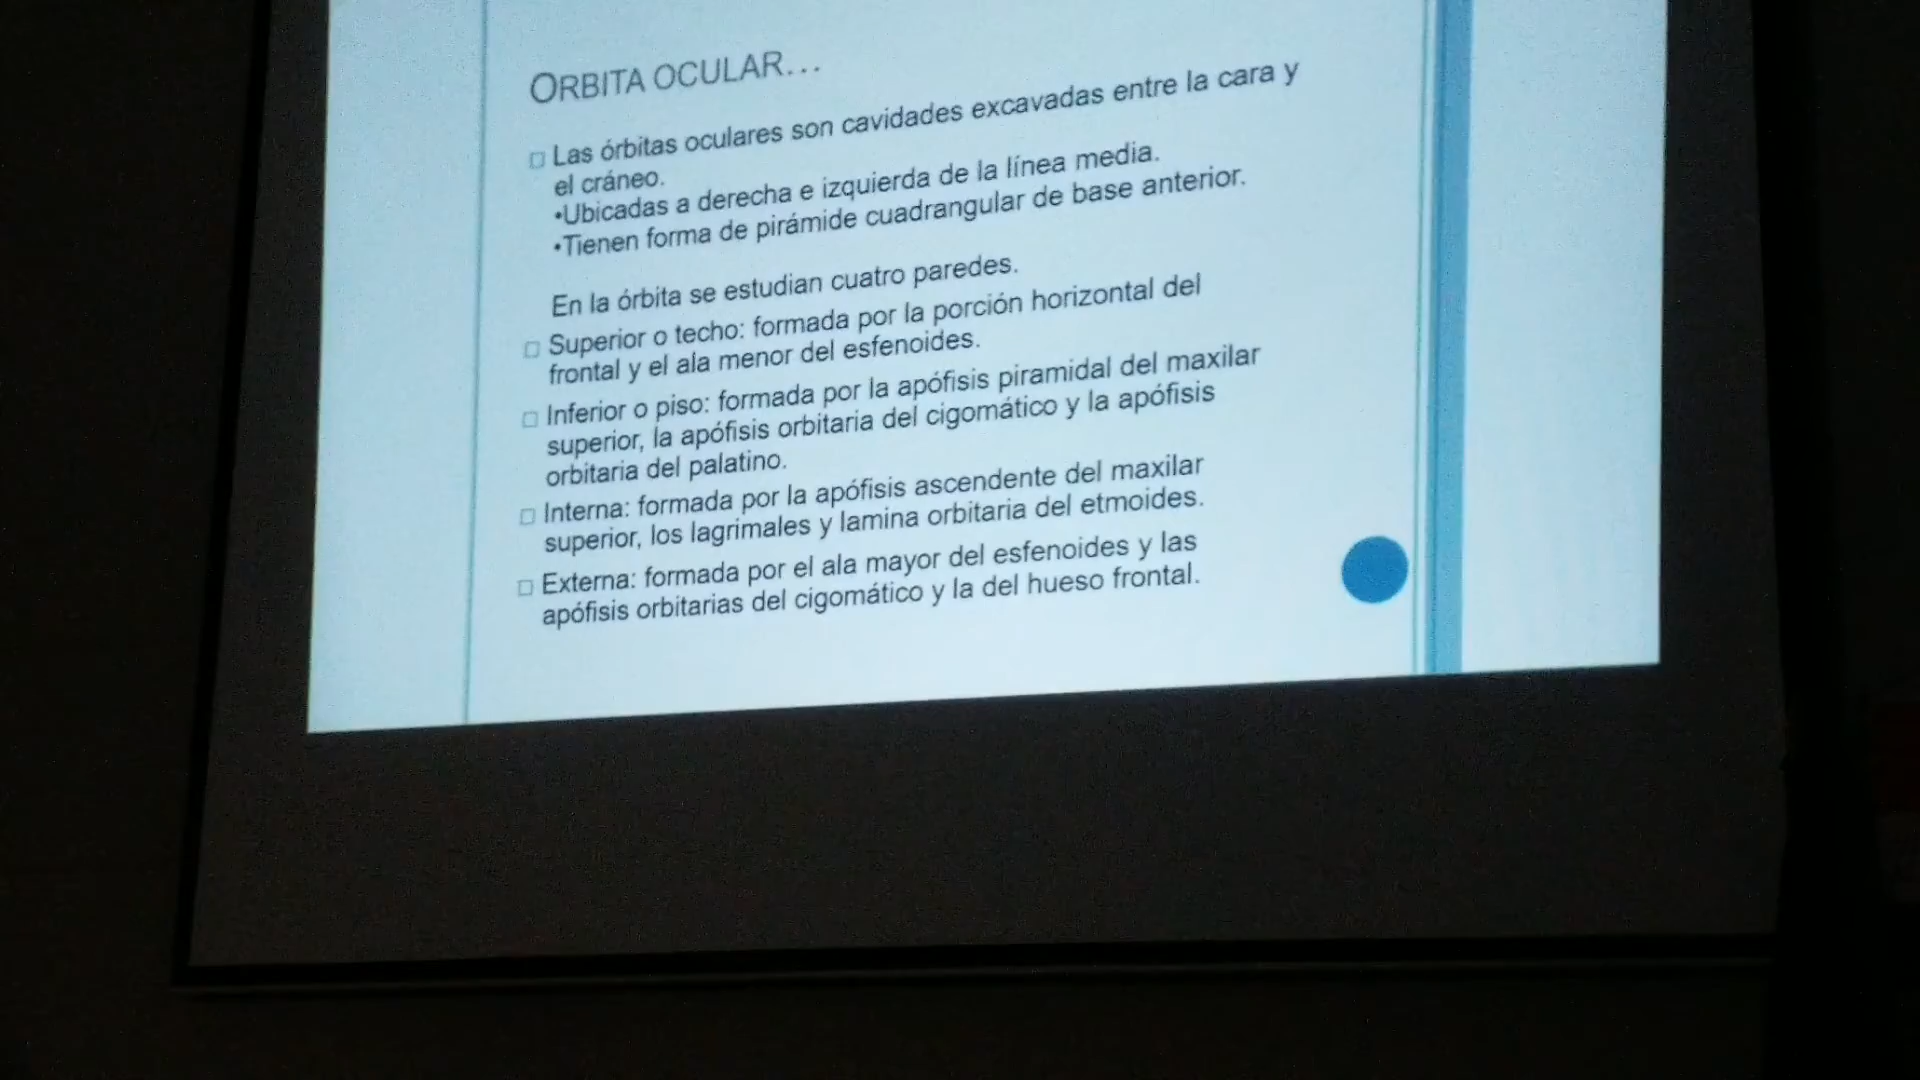 ORBITA OCULAR...
□ Las órbitas oculares son cavidades excavadas entre la cara y
el cráneo.
•Ubicadas a derecha e izquierda de la línea media.
•Tienen forma de pirámide cuadrangular de base anterior.
En la órbita se estudian cuatro paredes.
□ Superior o techo: formada por la porción horizontal del
frontal y el ala menor del esfenoides.
□ Inferior o piso: formada por la apófisis piramidal del maxilar
superior, la apófisis orbitaria del cigomático y la apófisis
orbitaria del palatino.
□ Interna: formada por la apófisis ascendente del maxilar
superior, los lagrimales y lamina orbitaria del etmoides.
□ Externa: formada por el ala mayor del esfenoides y las
apófisis orbitarias del cigomático y la del hueso frontal.